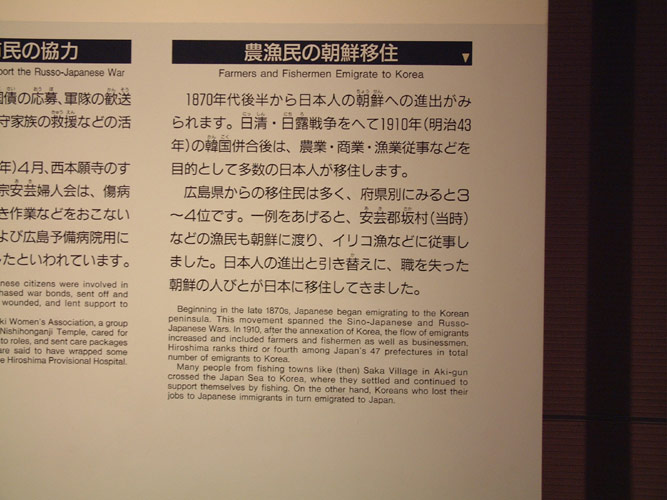 民の協力
port the Russo-Japanese War
国債の応募、軍隊の歓送
守家族の救援などの活
年)4月、西本願寺のす
宗安芸婦人会は、傷病
き作業などをおこない
よび広島予備病院用に
たといわれています。
nese citizens were involved in
hased war bonds, sent off and
wounded, and lent support to
ki Women's Association, a group
Nishihonganji Temple, cared for
to roles, and sent care packages
are said to have wrapped some
e Hiroshima Provisional Hospital.
農漁民の朝鮮移住
Farmers and Fishermen Emigrate to Korea
1870年代後半から日本人の朝鮮への進出がみ
られます。日清・日露戦争をへて1910年(明治43
年)の韓国併合後は、農業・商業・漁業従事などを
目的として多数の日本人が移住します。
広島県からの移住民は多く、府県別にみると3
~4位です。一例をあげると、安芸郡坂村(当時)
などの漁民も朝鮮に渡り、イリコ漁などに従事し
ました。日本人の進出と引き替えに、職を失った
朝鮮の人びとが日本に移住してきました。
Beginning in the late 1870s, Japanese began emigrating to the Korean
peninsula. This movement spanned the Sino-Japanese and Russo-
Japanese Wars. In 1910, after the annexation of Korea, the flow of emigrants
increased and included farmers and fishermen as well as businessmen.
Hiroshima ranks third or fourth among Japan's 47 prefectures in total
number of emigrants to Korea.
Many people from fishing towns like (then) Saka Village in Aki-gun
crossed the Japan Sea to Korea, where they settled and continued to
support themselves by fishing. On the other hand, Koreans who lost their
jobs to Japanese immigrants in turn emigrated to Japan.